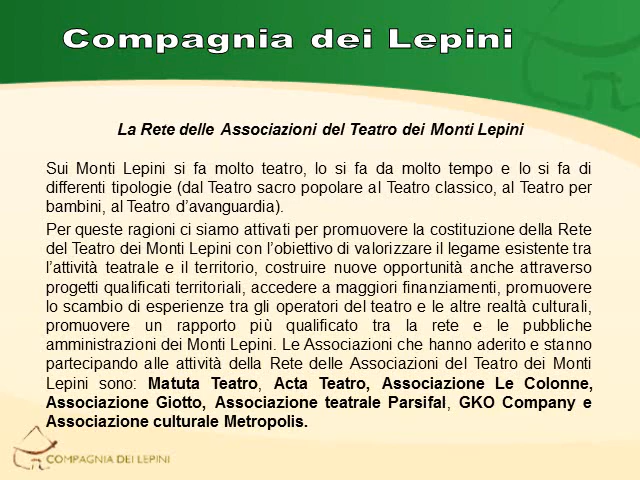 Compagnia dei Lepini
La Rete delle Associazioni del Teatro dei Monti Lepini
Sui Monti Lepini si fa molto teatro, lo si fa da molto tempo e lo si fa di
differenti tipologie (dal Teatro sacro popolare al Teatro classico, al Teatro per
bambini, al Teatro d’avanguardia).
Per queste ragioni ci siamo attivati per promuovere la costituzione della Rete
del Teatro dei Monti Lepini con l’obiettivo di valorizzare il legame esistente tra
l’attività teatrale e il territorio, costruire nuove opportunità anche attraverso
progetti qualificati territoriali, accedere a maggiori finanziamenti, promuovere
lo scambio di esperienze tra gli operatori del teatro e le altre realtà culturali,
promuovere un rapporto più qualificato tra la rete e le pubbliche
amministrazioni dei Monti Lepini. Le Associazioni che hanno aderito e stanno
partecipando alle attività della Rete delle Associazioni del Teatro dei Monti
Lepini sono: Matuta Teatro, Acta Teatro, Associazione Le Colonne,
Associazione Giotto, Associazione teatrale Parsifal, GKO Company e
Associazione culturale Metropolis.
COMPAGNIA DEI LEPINI